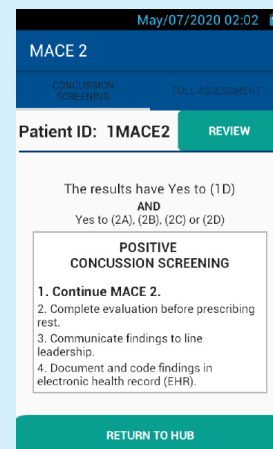 May/07/2020 02:02
MACE 2
CONCUSSION
SCREENING
FULL ASSESSMENT
Patient ID: 1MACE2
REVIEW
The results have Yes to (1D)
AND
Yes to (2A), (2B), (2C) or (2D)
POSITIVE
CONCUSSION SCREENING
1. Continue MACE 2.
2. Complete evaluation before prescribing
rest.
3. Communicate findings to line
leadership.
4. Document and code findings in
electronic health record (EHR).
RETURN TO HUB